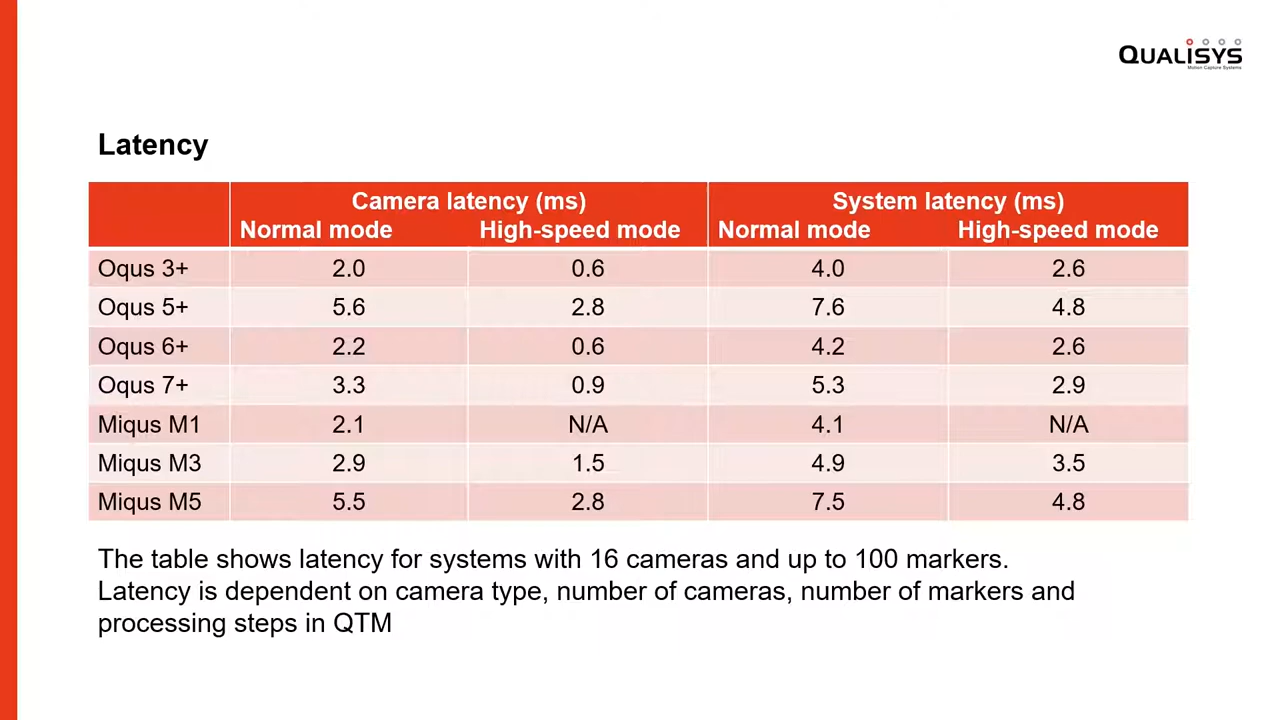 QUALISYS
Motion Capture Systems
Latency
Camera latency (ms) System latency (ms)
Normal mode High-speed mode Normal mode High-speed mode
Oqus 3+ 2.0 0.6 4.0 2.6
Oqus 5+ 5.6 2.8 7.6 4.8
Oqus 6+ 2.2 0.6 4.2 2.6
Oqus 7+ 3.3 0.9 5.3 2.9
Miqus M1 2.1 N/A 4.1 N/A
Miqus M3 2.9 1.5 4.9 3.5
Miqus M5 5.5 2.8 7.5 4.8
The table shows latency for systems with 16 cameras and up to 100 markers.
Latency is dependent on camera type, number of cameras, number of markers and
processing steps in QTM